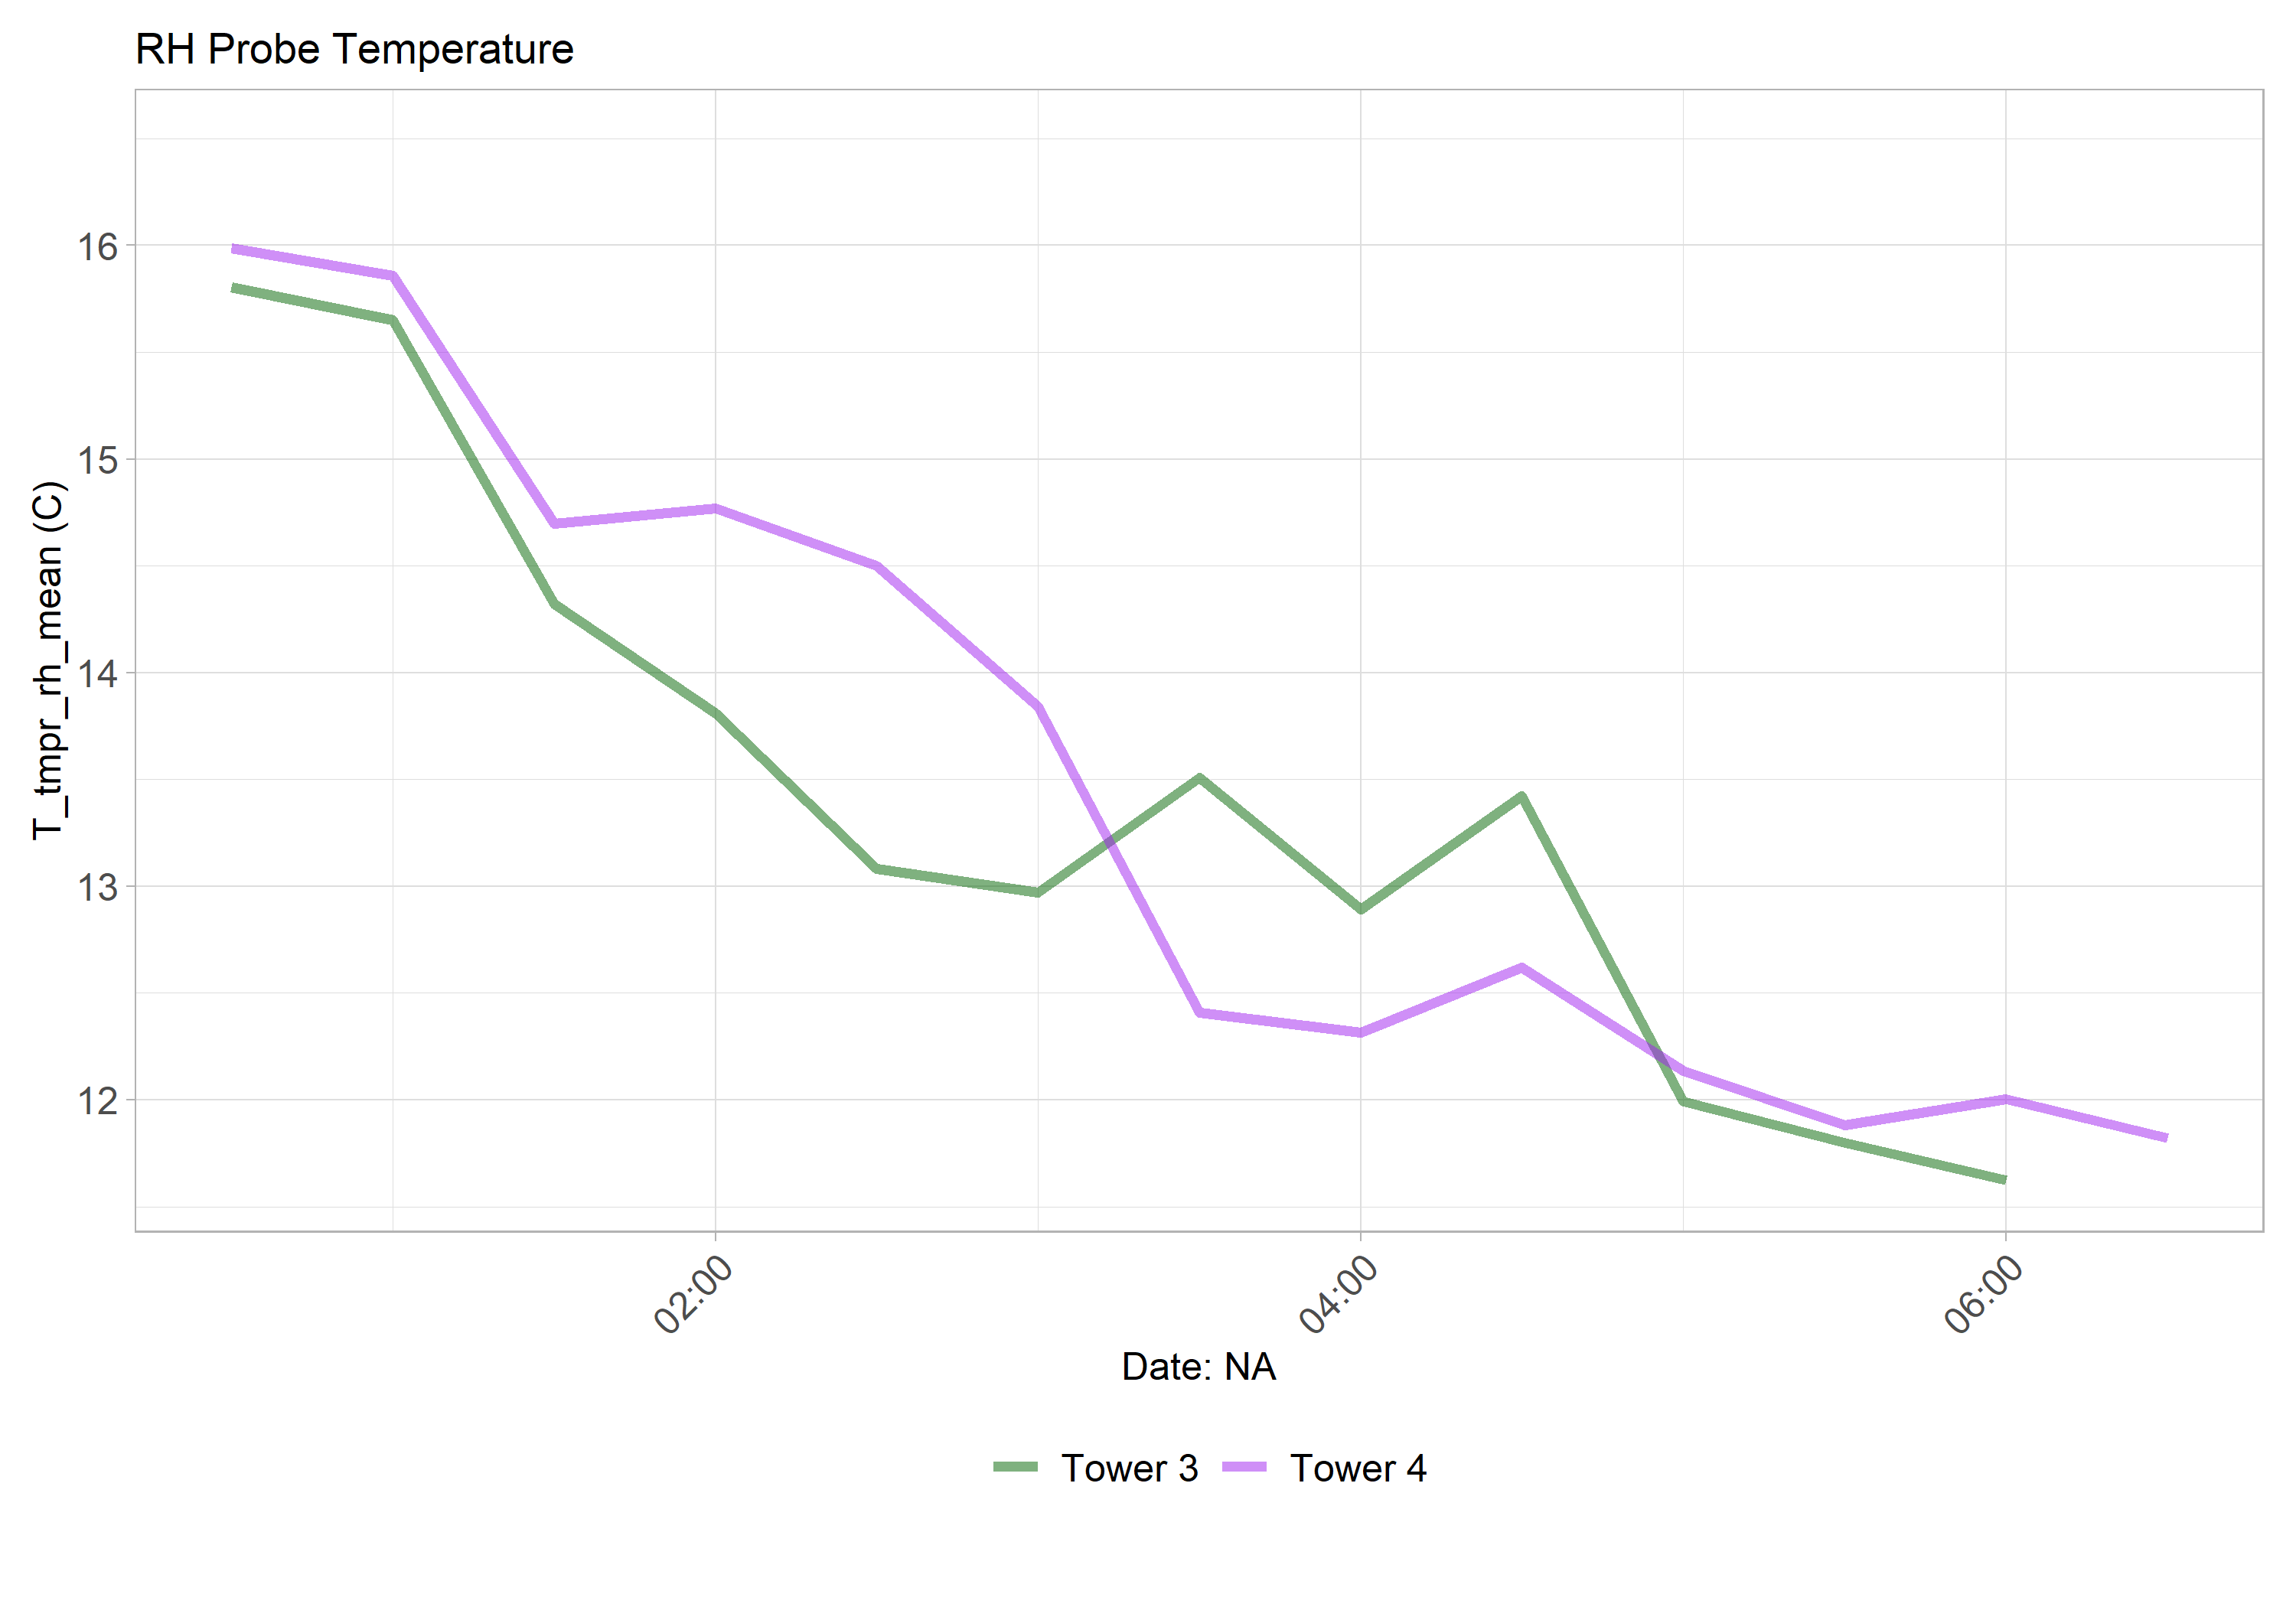 RH Probe Temperature
T_tmpr_rh_mean (C)
16
15
14
13
12
02:00
04:00
06:00
Date: NA
Tower 3
Tower 4